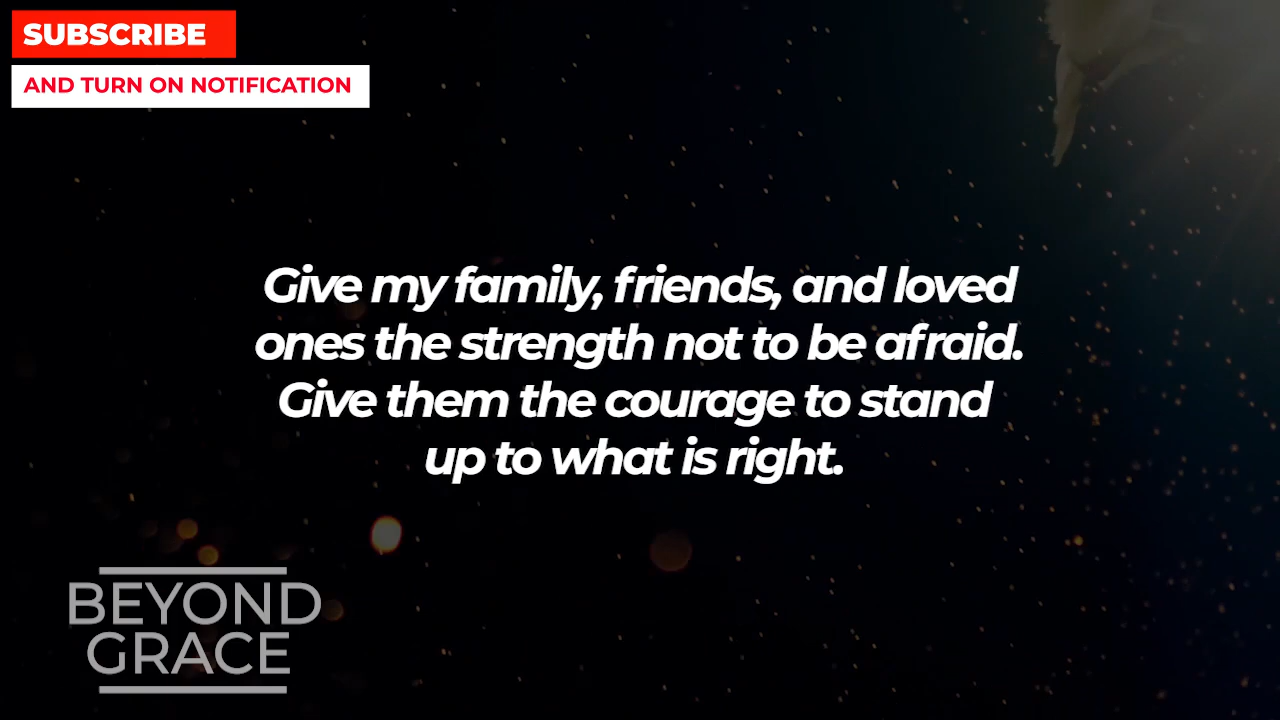 SUBSCRIBE
AND TURN ON NOTIFICATION
Give my family, friends, and loved
ones the strength not to be afraid.
Give them the courage to stand
up to what is right.
BEYOND
GRACE